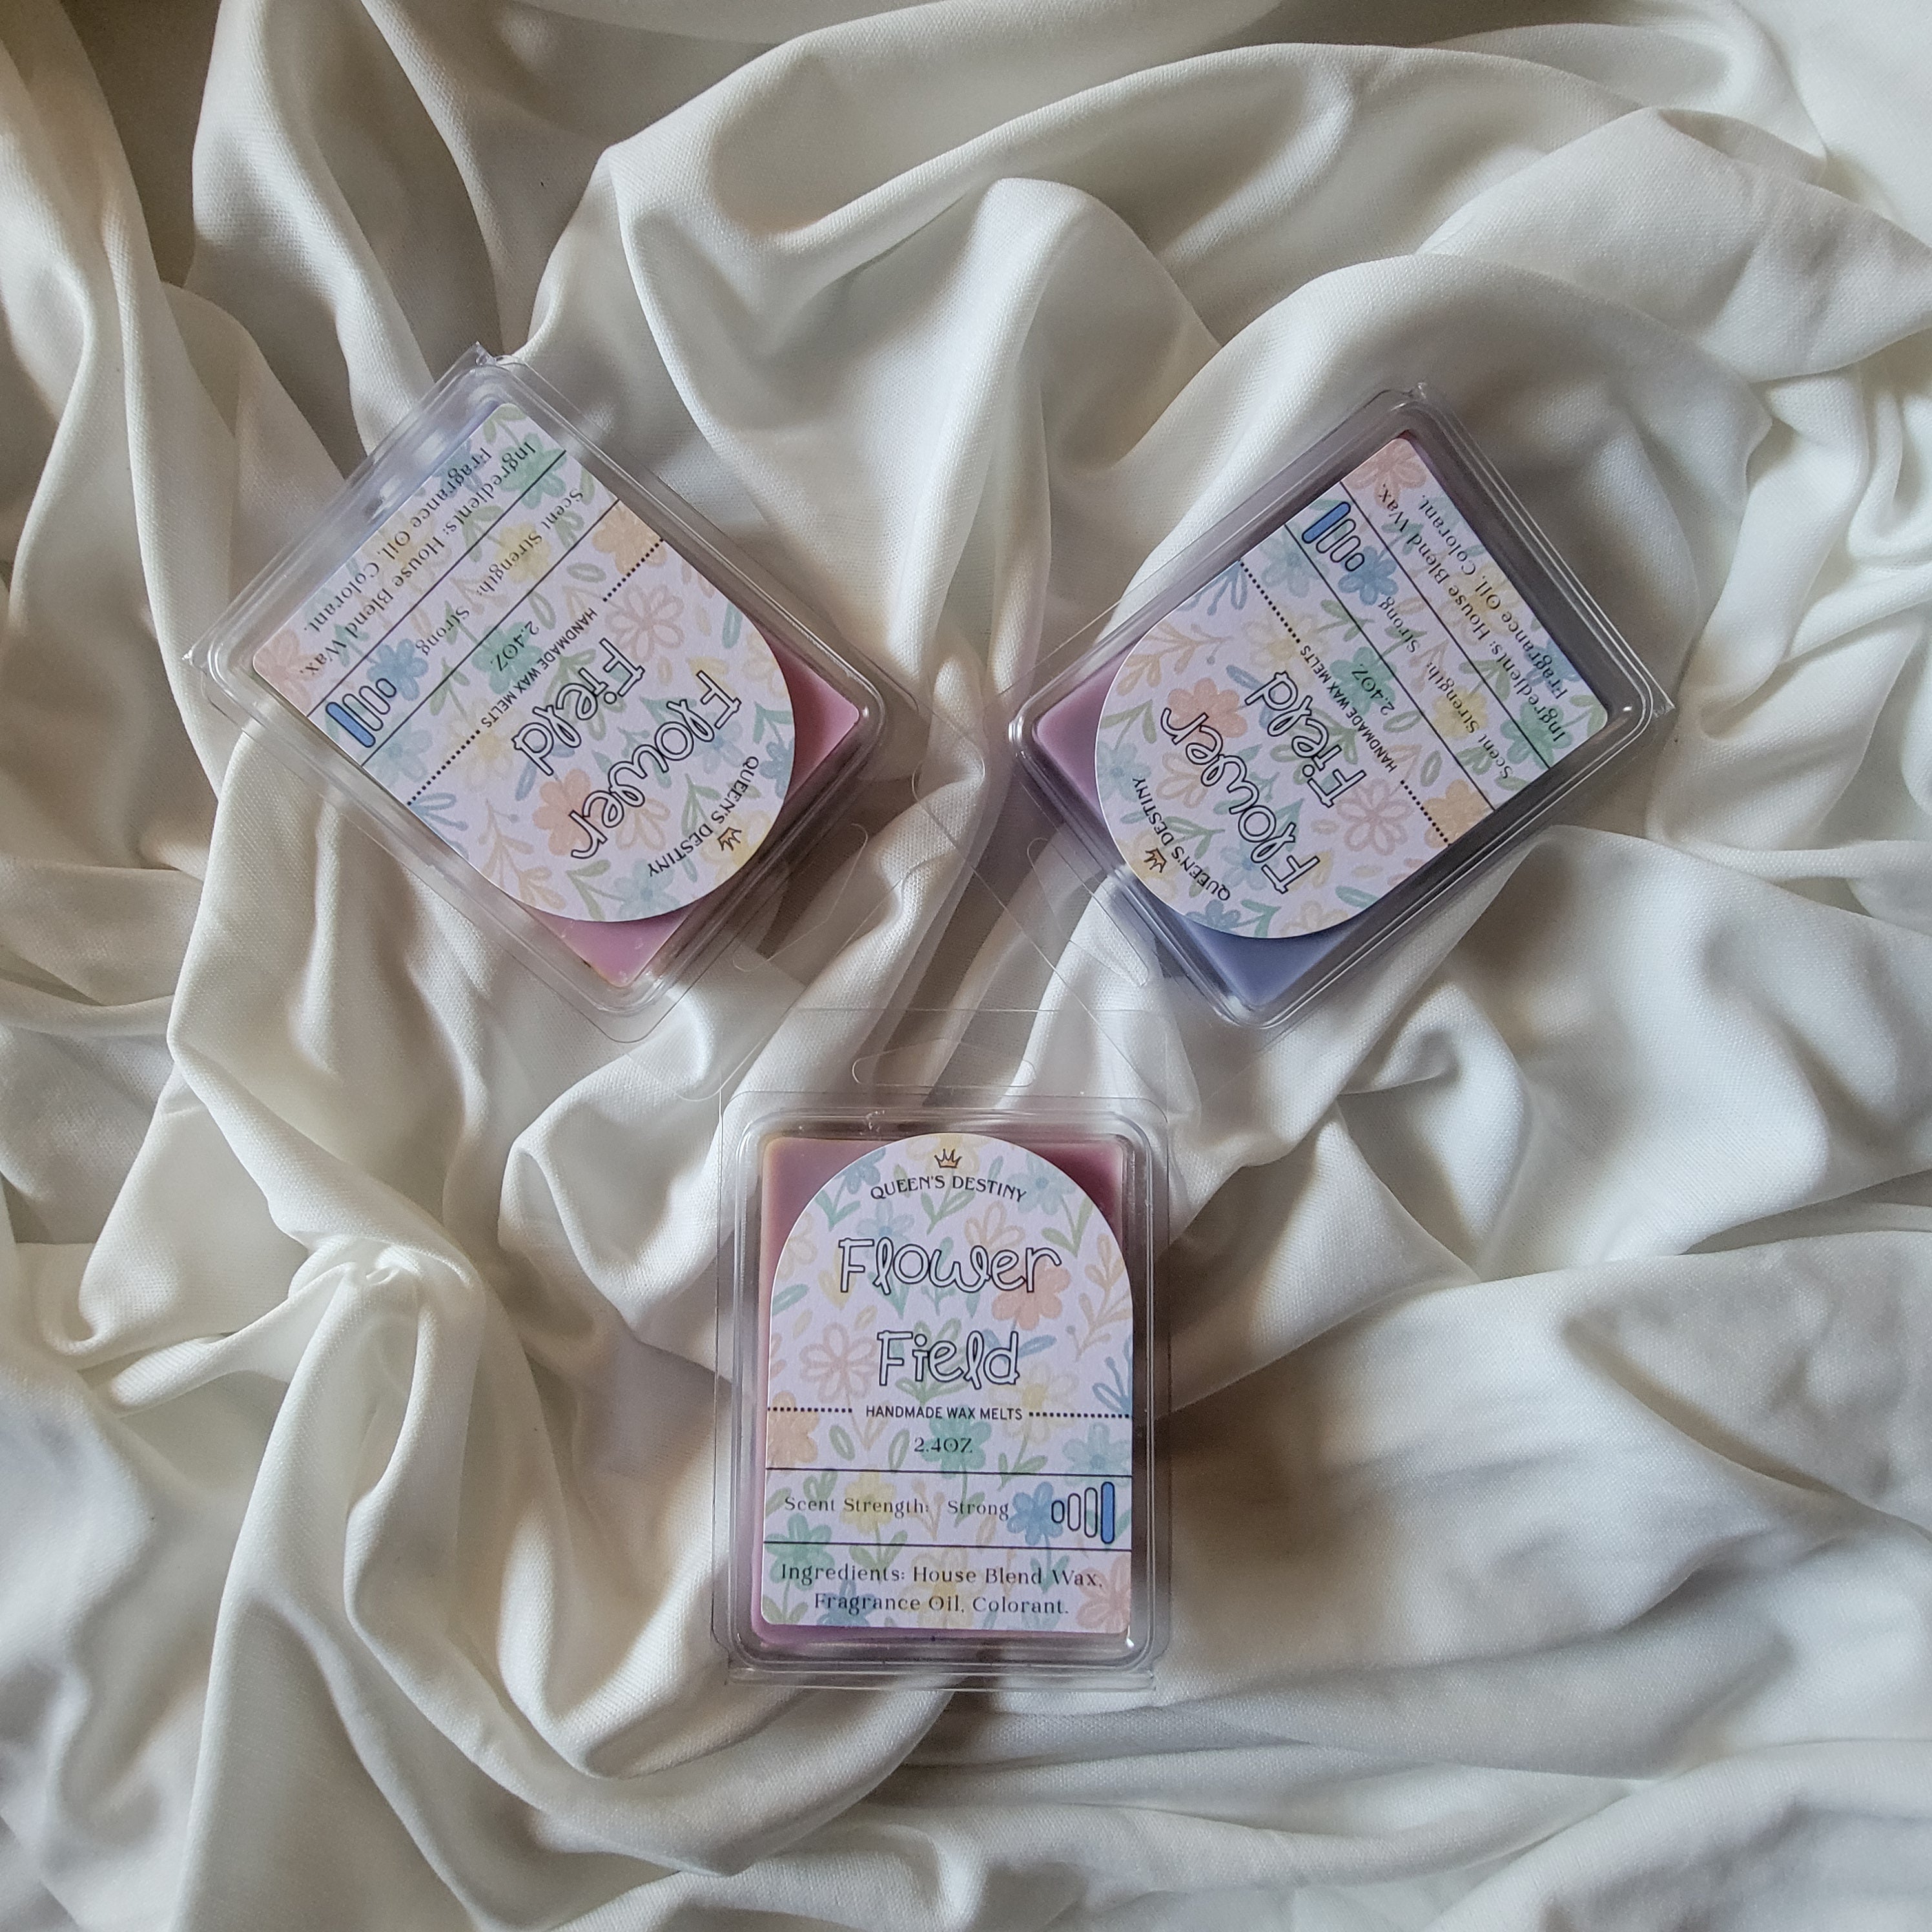 QUEEN'S DESTINY
Flower
Field
HANDMADE WAX MELTS
2.4OZ
Scent Strength: Strong
Ingredients: House Blend Wax,
Fragrance Oil, Colorant.
QUEEN'S DESTINY
Flower
Field
HANDMADE WAX MELTS
2.4OZ
Scent Strength: Strong
Ingredients: House Blend Wax,
Fragrance Oil, Colorant.
QUEEN'S DESTINY
Flower
Field
HANDMADE WAX MELTS
2.4OZ
Scent Strength: Strong
Ingredients: House Blend Wax,
Fragrance Oil, Colorant.